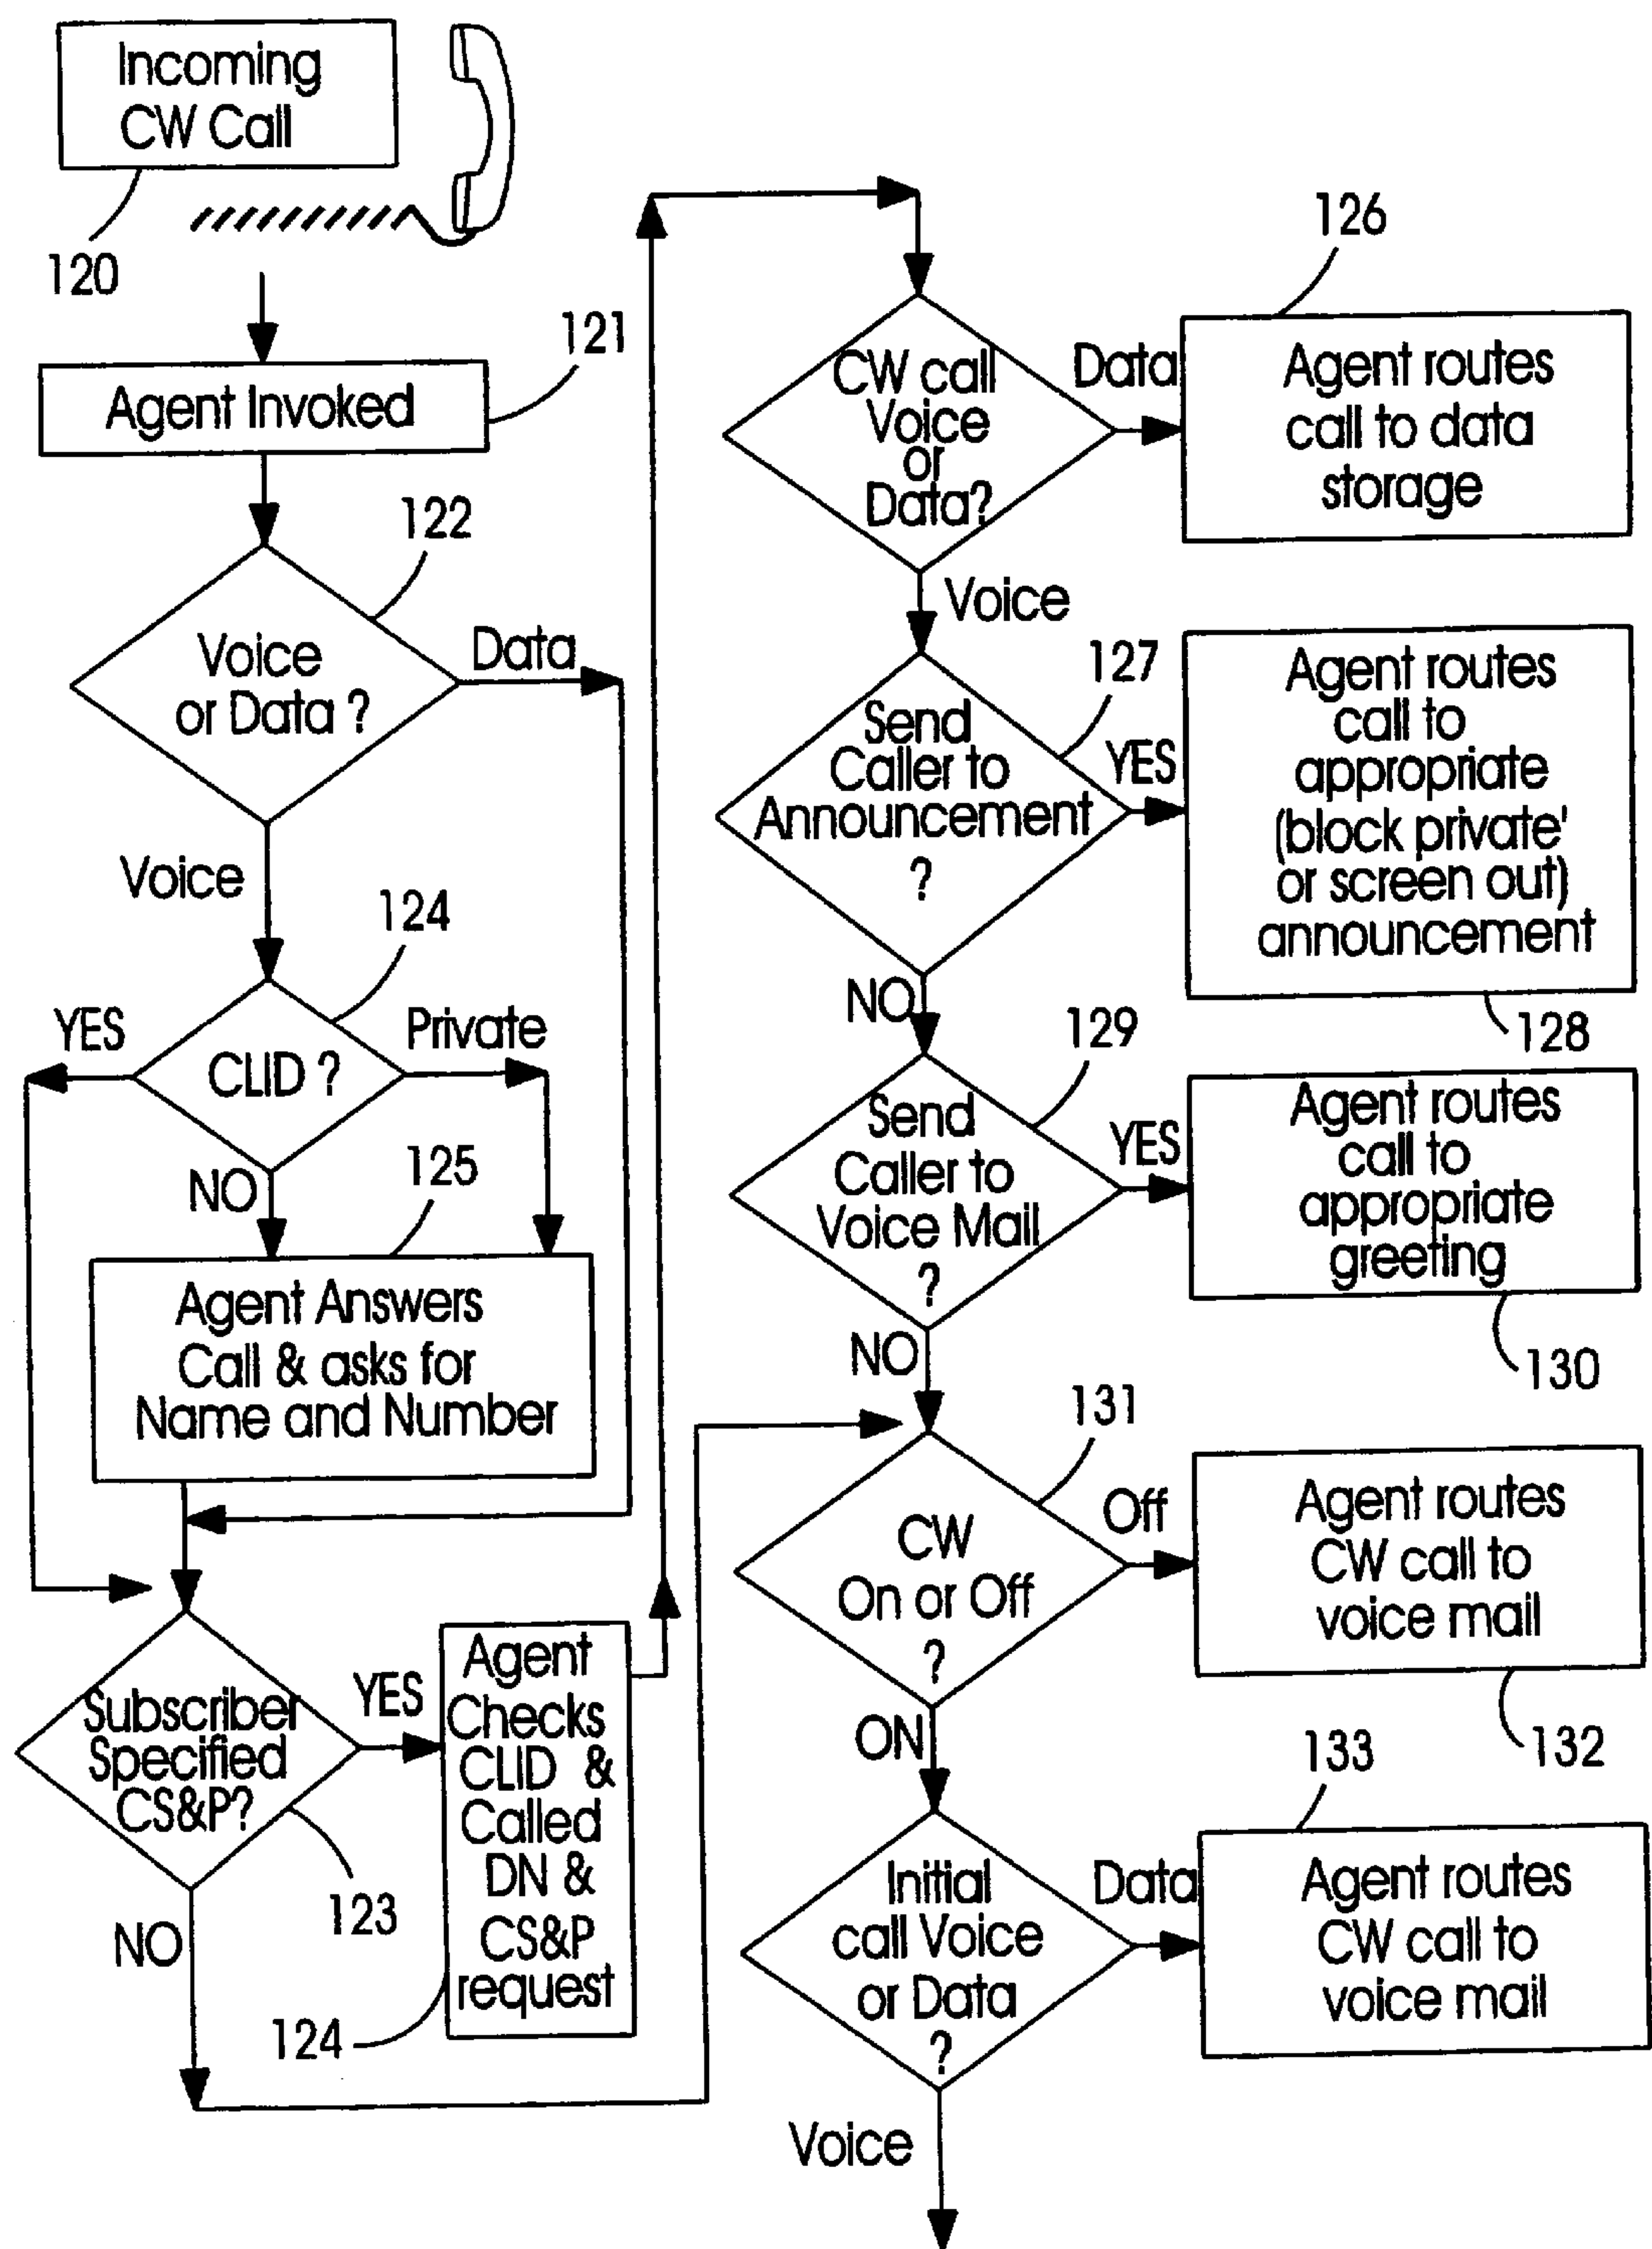 Incoming
CW Call
120
121
Agent Invoked
122
Voice
or Data ?
Data
Voice
124
YES
CLID ?
Private
NO
125
Agent Answers
Call & asks for
Name and Number
Subscriber
Specified
CS&P?
YES
123
NO
Agent
Checks
CLID &
Called
DN &
CS&P
request
124
CW call
Voice
or
Data?
Data
126
Agent routes
call to data
storage
Voice
127
Send
Caller to
Announcement
?
YES
Agent routes
call to
appropriate
(block private'
or screen out)
announcement
128
NO
129
Send
Caller to
Voice Mail
?
YES
Agent routes
call to
appropriate
greeting
130
NO
131
CW
On or Off
?
Off
Agent routes
CW call to
voice mail
132
ON
133
Initial
call Voice
or Data
?
Data
Agent routes
CW call to
voice mail
Voice